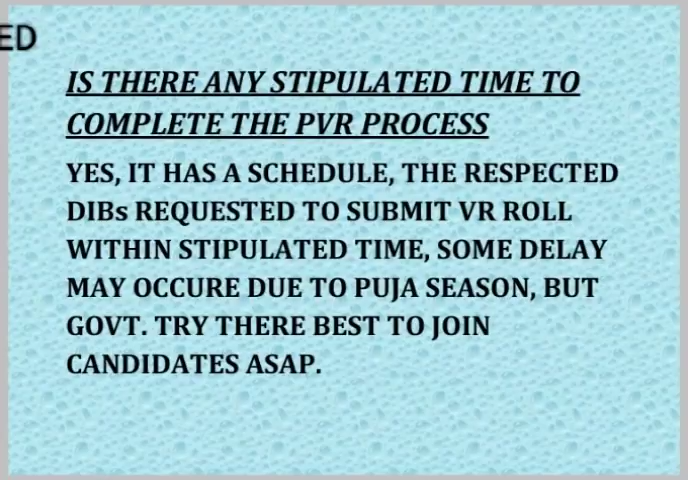 ED
IS THERE ANY STIPULATED TIME TO
COMPLETE THE PVR PROCESS
YES, IT HAS A SCHEDULE, THE RESPECTED
DIBs REQUESTED TO SUBMIT VR ROLL
WITHIN STIPULATED TIME, SOME DELAY
MAY OCCURE DUE TO PUJA SEASON, BUT
GOVT. TRY THERE BEST TO JOIN
CANDIDATES ASAP.